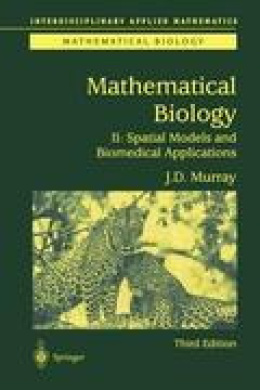 INTERDISCIPLINARY APPLIED MATHEMATICS
MATHEMATICAL BIOLOGY
Mathematical
Biology
II: Spatial Models and
Biomedical Applications
J.D. Murray
Third Edition
Springer